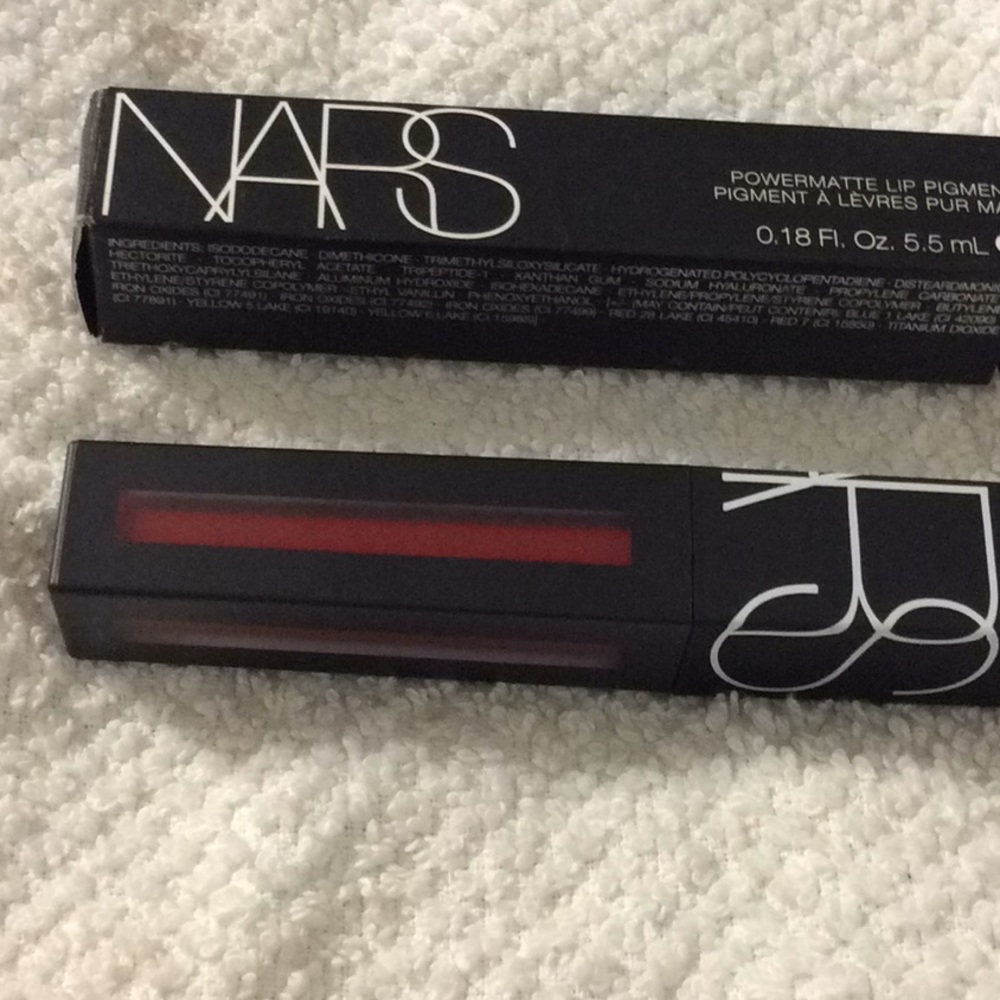 NARS
POWERMATTE LIP PIGMEN
PIGMENT À LÈVRES PUR MA
0.18 Fl. Oz. 5.5 mL
INGREDIENTS: ISODODECANE · DIMETHICONE · TRIMETHYLSILOXYSILICATE · HYDROGENATED POLYCYCLOPENTADIENE · DISTEARDIMON
HECTORITE · TOCOPHERYL ACETATE · TRIPEPTIDE-1 · XANTHAN GUM · SODIUM HYALURONATE · PROPYLENE CARBONATE
TRIETHOXYCAPRYLYLSILANE · ALUMINUM HYDROXIDE · ISOHEXADECANE · ETHYLENE/PROPYLENE/STYRENE COPOLYMER · BUTYLENE
ETHYLENE/STYRENE COPOLYMER · VANILLIN · PHENOXYETHANOL · [+/- (MAY CONTAIN/PEUT CONTENIR): BLUE 1 LAKE (CI 42090)
IRON OXIDES (CI 77491) · IRON OXIDES (CI 77492) · IRON OXIDES (CI 77499) · RED 28 LAKE (CI 45410) · RED 7 (CI 15850) · TITANIUM DIOXIDE
(CI 77891) · YELLOW 5 LAKE (CI 19140) · YELLOW 6 LAKE (CI 15985)]
RS